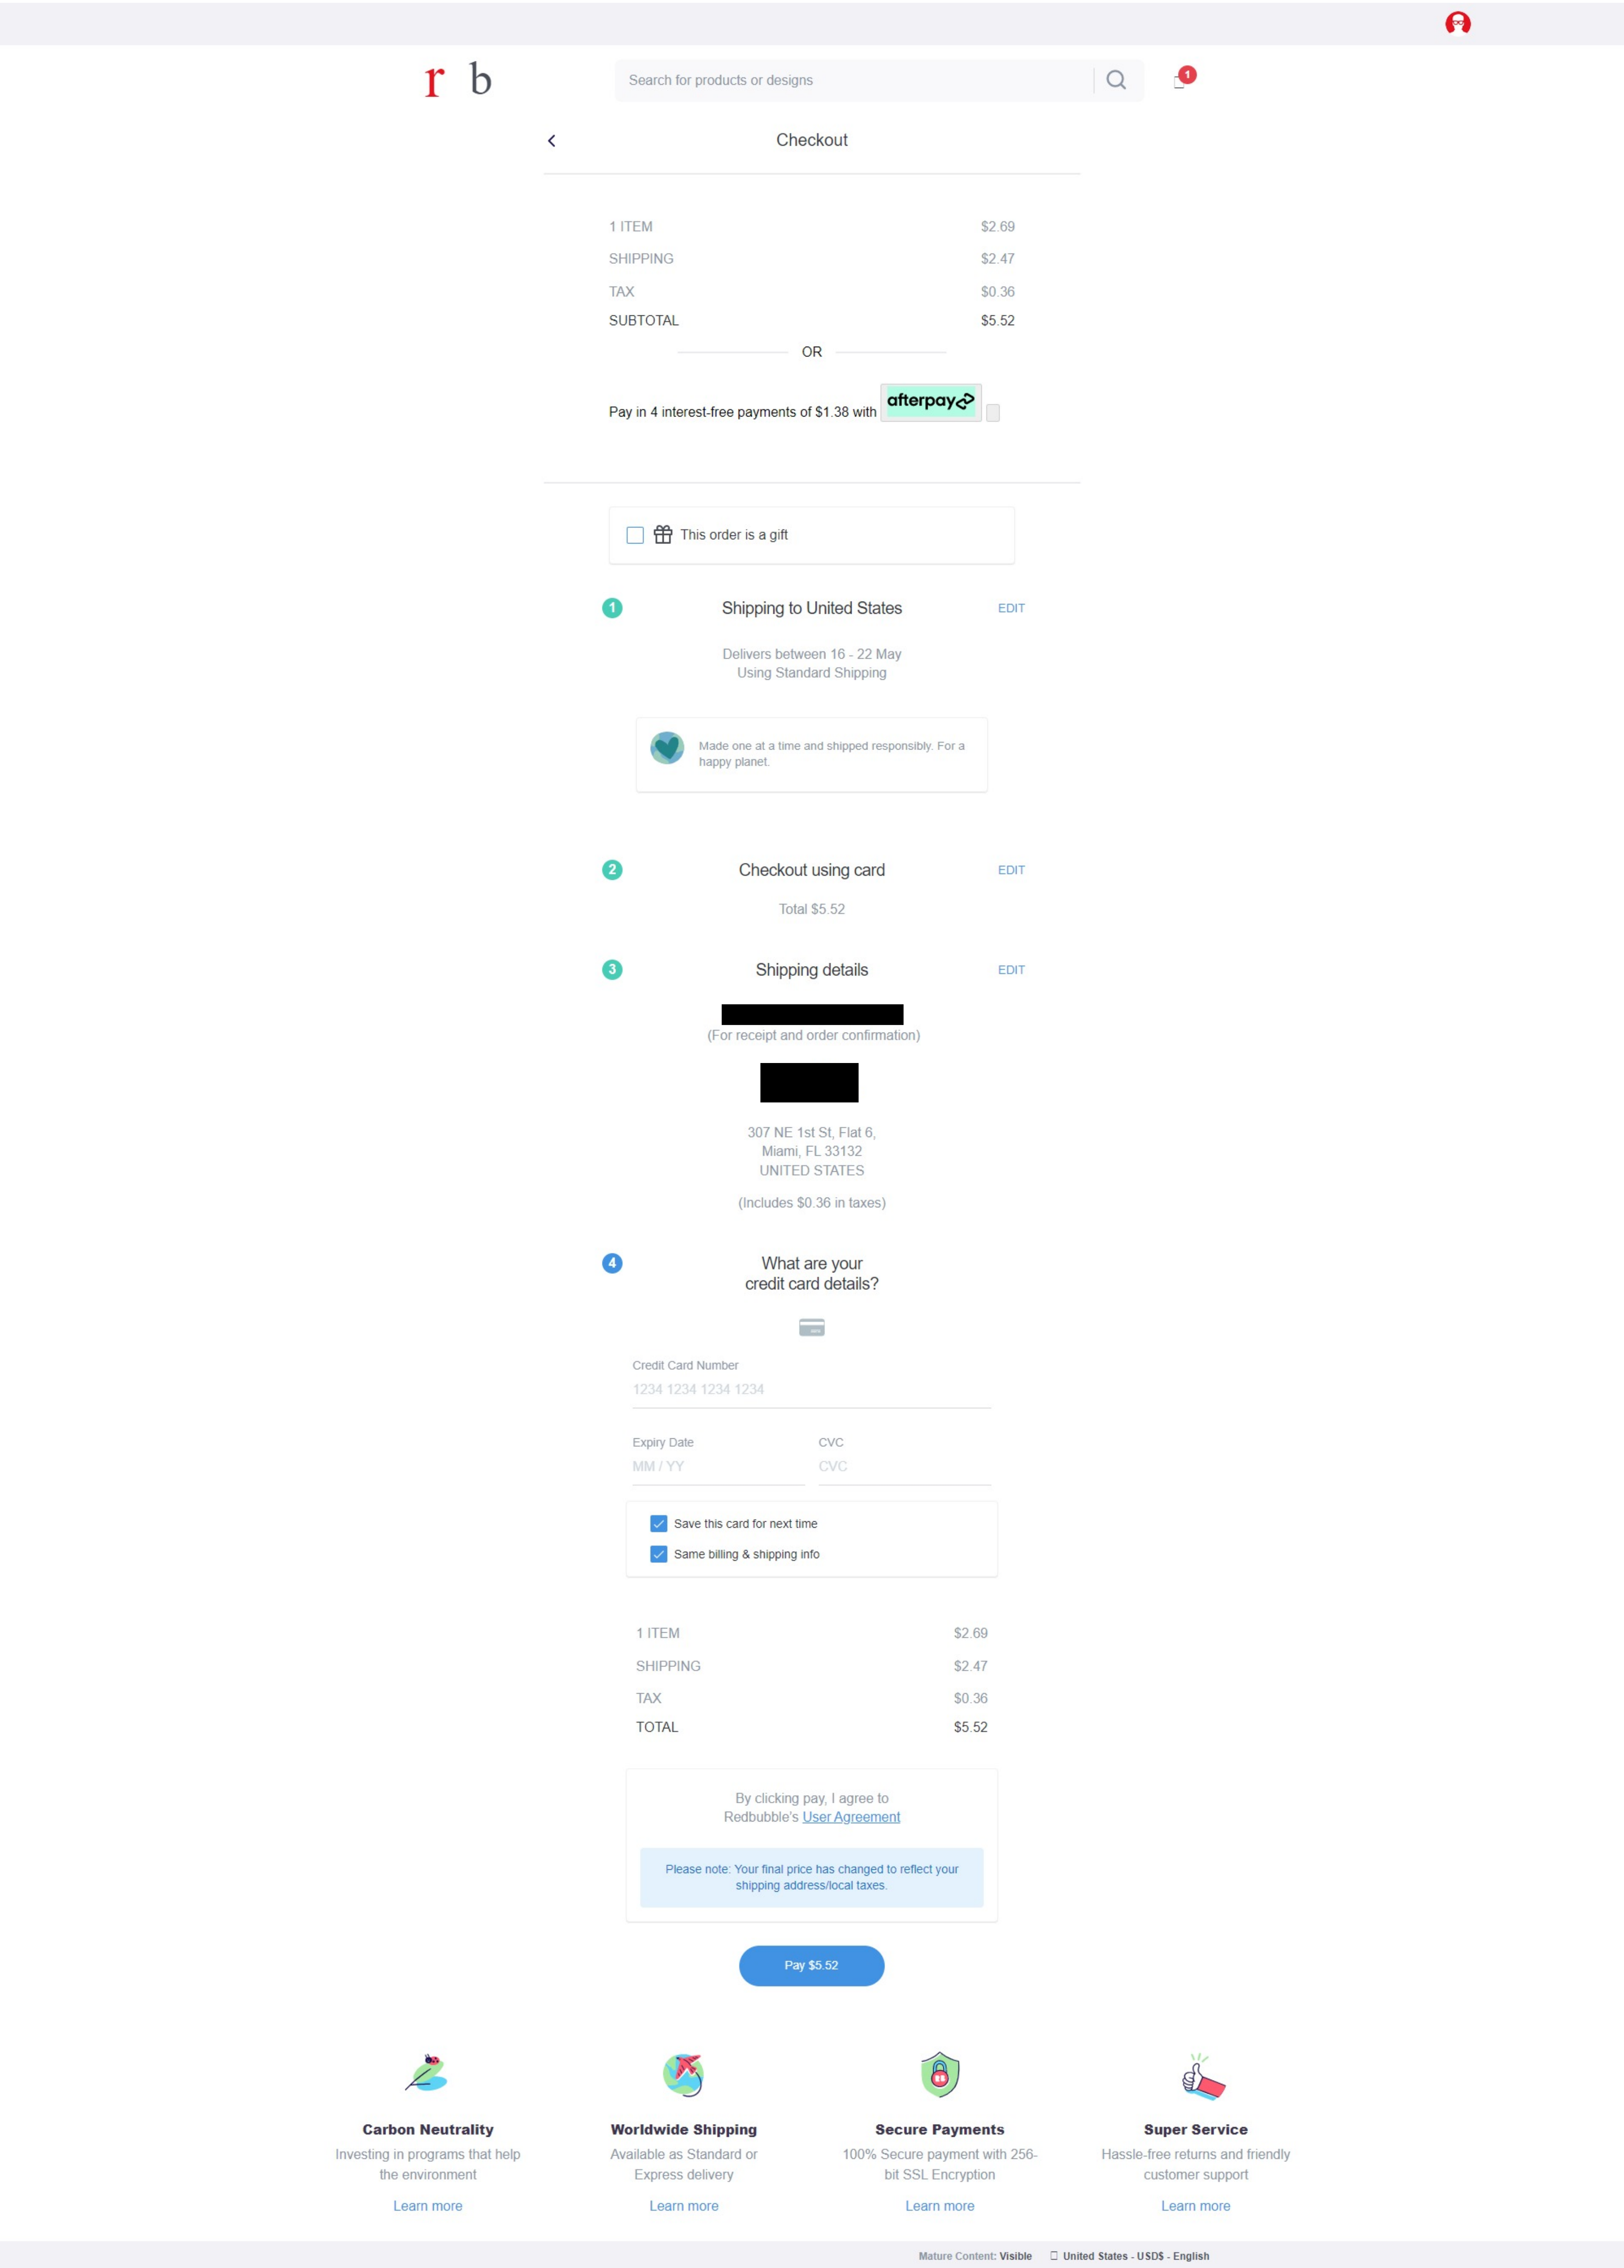 r b
Search for products or designs
1
Checkout
1 ITEM $2.69
SHIPPING $2.47
TAX $0.36
SUBTOTAL $5.52
OR
Pay in 4 interest-free payments of $1.38 with afterpay
This order is a gift
1 Shipping to United States EDIT
Delivers between 16 - 22 May
Using Standard Shipping
Made one at a time and shipped responsibly. For a
happy planet.
2 Checkout using card EDIT
Total $5.52
3 Shipping details EDIT
(For receipt and order confirmation)
307 NE 1st St, Flat 6,
Miami, FL 33132
UNITED STATES
(Includes $0.36 in taxes)
4 What are your
credit card details?
Credit Card Number
1234 1234 1234 1234
Expiry Date CVC
MM / YY CVC
Save this card for next time
Same billing & shipping info
1 ITEM $2.69
SHIPPING $2.47
TAX $0.36
TOTAL $5.52
By clicking pay, I agree to
Redbubble's User Agreement
Please note: Your final price has changed to reflect your
shipping address/local taxes.
Pay $5.52
Carbon Neutrality
Investing in programs that help
the environment
Learn more
Worldwide Shipping
Available as Standard or
Express delivery
Learn more
Secure Payments
100% Secure payment with 256-
bit SSL Encryption
Learn more
Super Service
Hassle-free returns and friendly
customer support
Learn more
Mature Content: Visible United States - USD$ - English